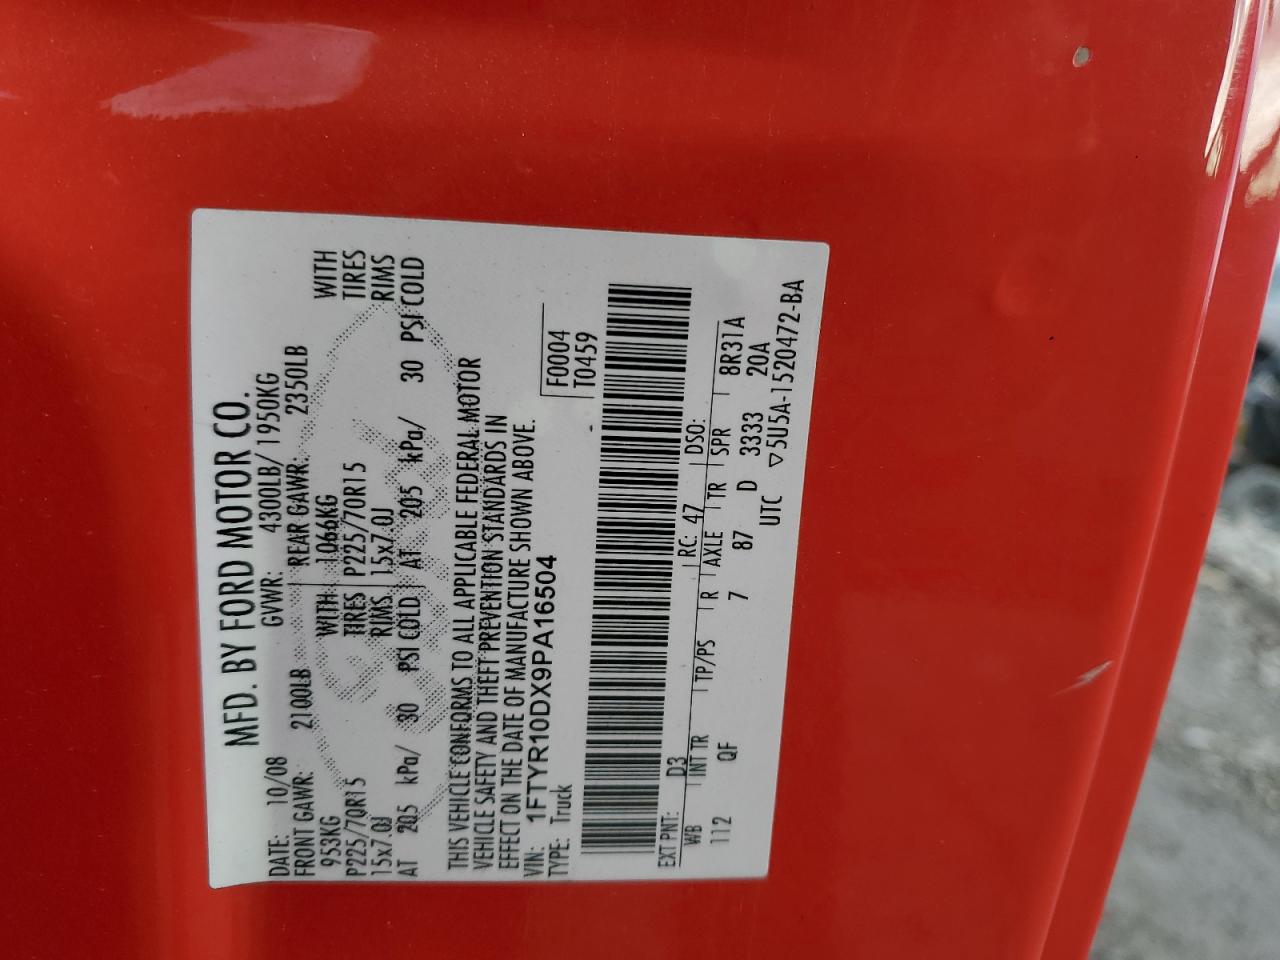 MFD. BY FORD MOTOR CO.
DATE: 10/08 GVWR: 4300LB/ 1950KG
FRONT GAWR: 2100LB REAR GAWR: 2350LB
953KG WITH 1066KG WITH
P225/70R15 TIRES P225/70R15 TIRES
15x7.0J RIMS 15x7.0J RIMS
AT 205 kPa/ 30 PSI COLD AT 205 kPa/ 30 PSI COLD
THIS VEHICLE CONFORMS TO ALL APPLICABLE FEDERAL MOTOR
VEHICLE SAFETY AND THEFT PREVENTION STANDARDS IN
EFFECT ON THE DATE OF MANUFACTURE SHOWN ABOVE.
VIN: 1FTYR10DX9PA16504 F0004
TYPE: Truck T0459
EXT PNT: D3 RC: 47 DSO:
WB INT TR TP/PS R AXLE TR SPR 8R31A
112 QF 7 87 D 3333 20A
UTC ▽5U5A-1520472-BA